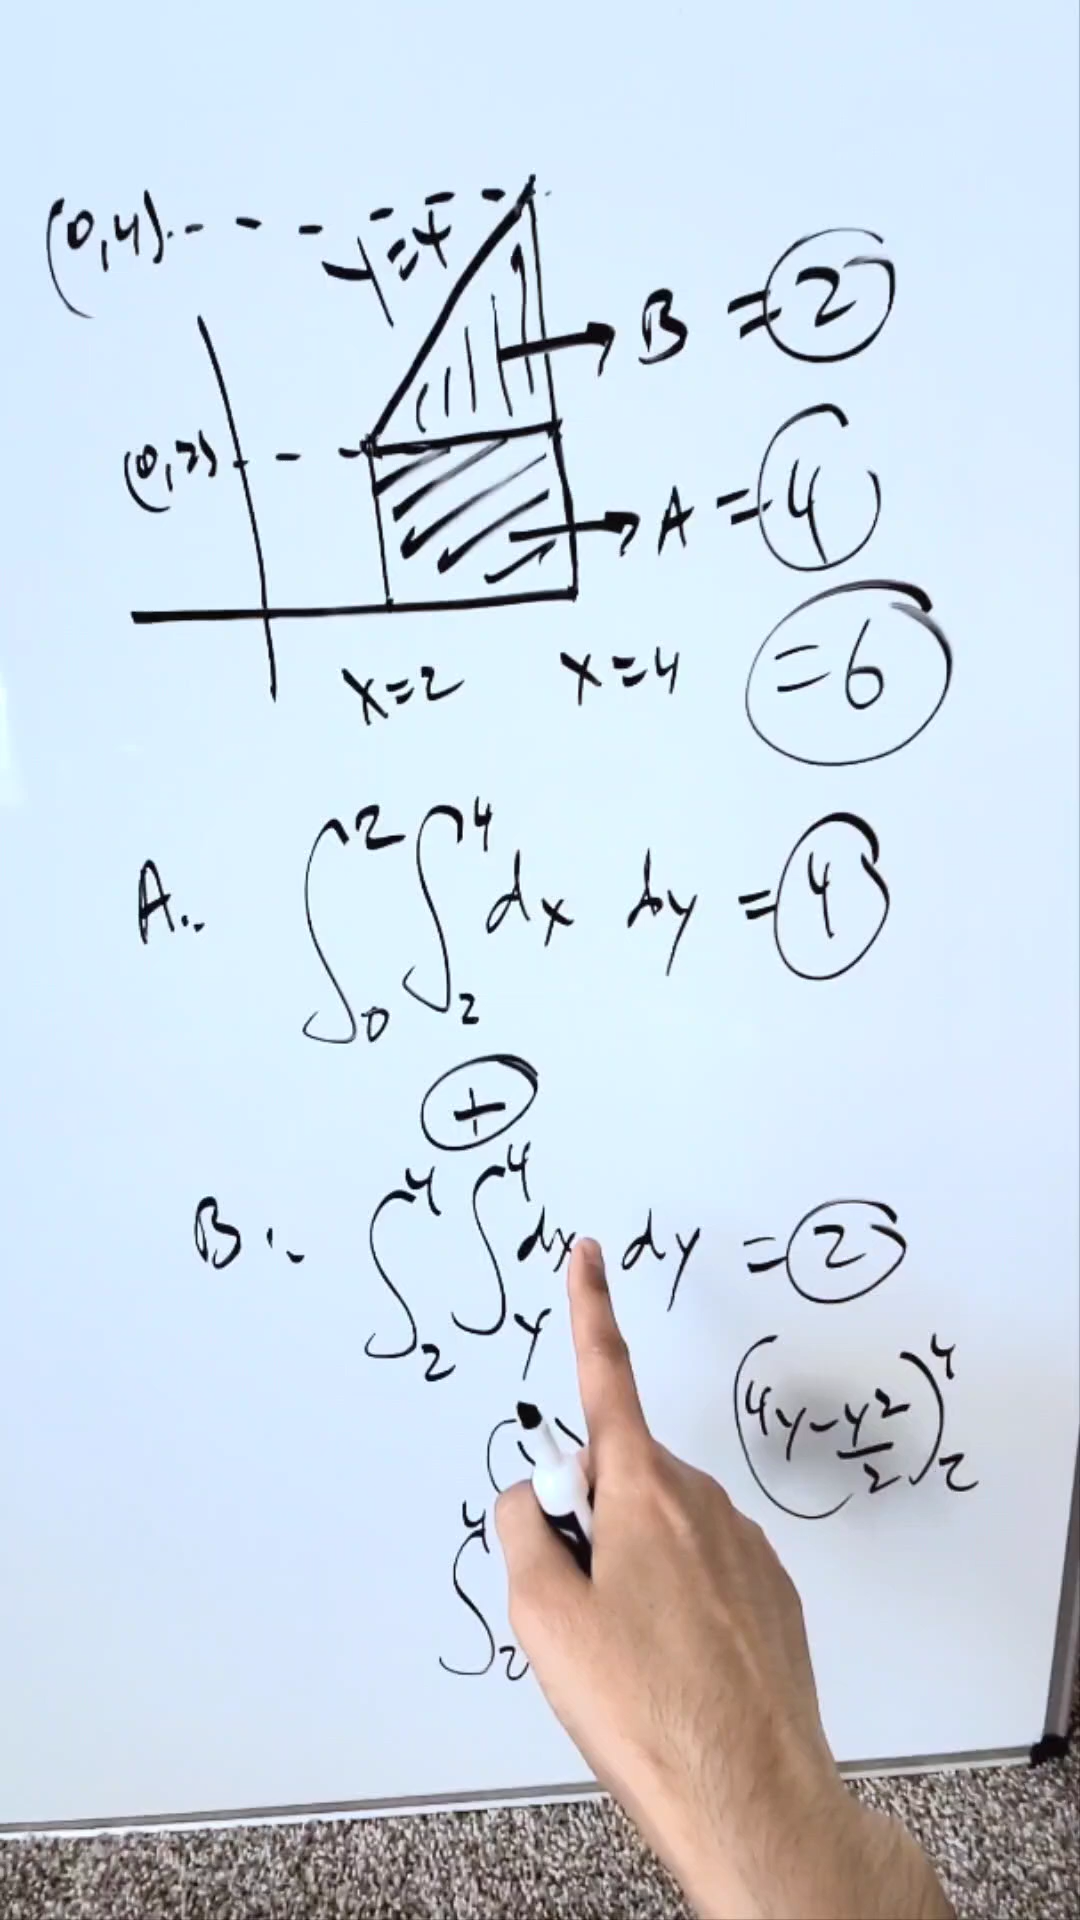 (0,4)
y=x
B = 2
(0,2)
A = 4
x=2 x=4 = 6
A: ∫₀² ∫₂⁴ dx dy = 4
+
B: ∫₂⁴ ∫ᵧ⁴ dx dy = 2
(4y - y²/2)₂⁴
∫₂⁴